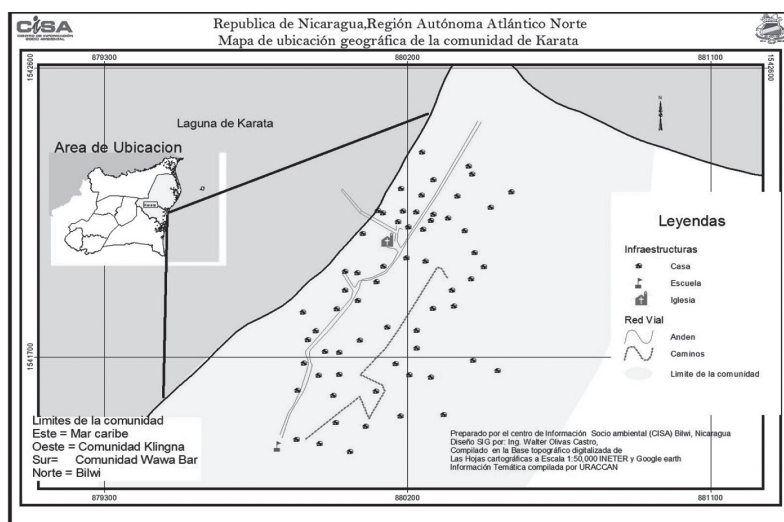 CISA
CENTRO DE INFORMACIÓN
SOCIO AMBIENTAL
Republica de Nicaragua,Región Autónoma Atlántico Norte
Mapa de ubicación geográfica de la comunidad de Karata
879300
880200
881100
1542600
1542600
Laguna de Karata
Area de Ubicacion
N
Leyendas
Infraestructuras
Casa
Escuela
Iglesia
Red Vial
Anden
Caminos
Limite de la comunidad
1541700
1541700
Limites de la comunidad
Este = Mar caribe
Oeste = Comunidad Klingna
Sur= Comunidad Wawa Bar
Norte = Bilwi
Preparado por el centro de Información Socio ambiental (CISA) Bilwi, Nicaragua
Diseño SIG por: Ing. Walter Olivas Castro,
Compilado en la Base topográfico digitalizada de
Las Hojas cartográficas a Escala 1:50,000 INETER y Google earth
Información Temática compilada por URACCAN
879300
880200
881100